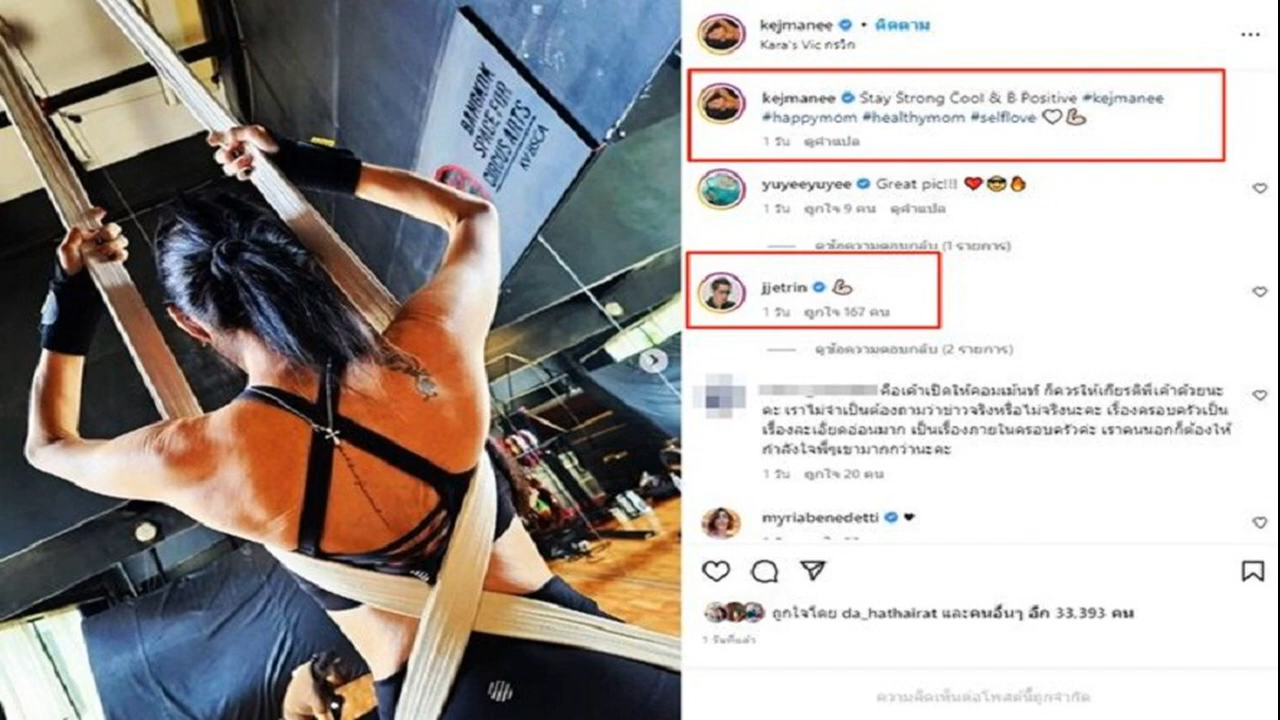 BANGKOK
SPACE FOR
CIRCUS ARTS
kejmanee • ติดตาม
Kara's Vic กรวิก
kejmanee Stay Strong Cool & B Positive #kejmanee
#happymom #healthymom #selflove
1 วัน ดูคำแปล
yuyeeyuyee Great pic!!!
1 วัน ถูกใจ 9 คน ดูคำแปล
ดูข้อความตอบกลับ (1 รายการ)
jjetrin
1 วัน ถูกใจ 167 คน
ดูข้อความตอบกลับ (2 รายการ)
คือเค้าเปิดให้คอมเม้นท์ ก็ควรให้เกียรติพี่เค้าด้วยนะ
คะ เราไม่จำเป็นต้องถามว่าข่าวจริงหรือไม่จริงนะคะ เรื่องครอบครัวเป็น
เรื่องละเอียดอ่อนมาก เป็นเรื่องภายในครอบครัวค่ะ เราคนนอกก็ต้องให้
กำลังใจพี่ๆเขามากกว่านะคะ
1 วัน ถูกใจ 20 คน
myriabenedetti
ถูกใจโดย da_hathairat และคนอื่นๆ อีก 33,393 คน
1 วันที่แล้ว
ความคิดเห็นต่อโพสต์นี้ถูกจำกัด